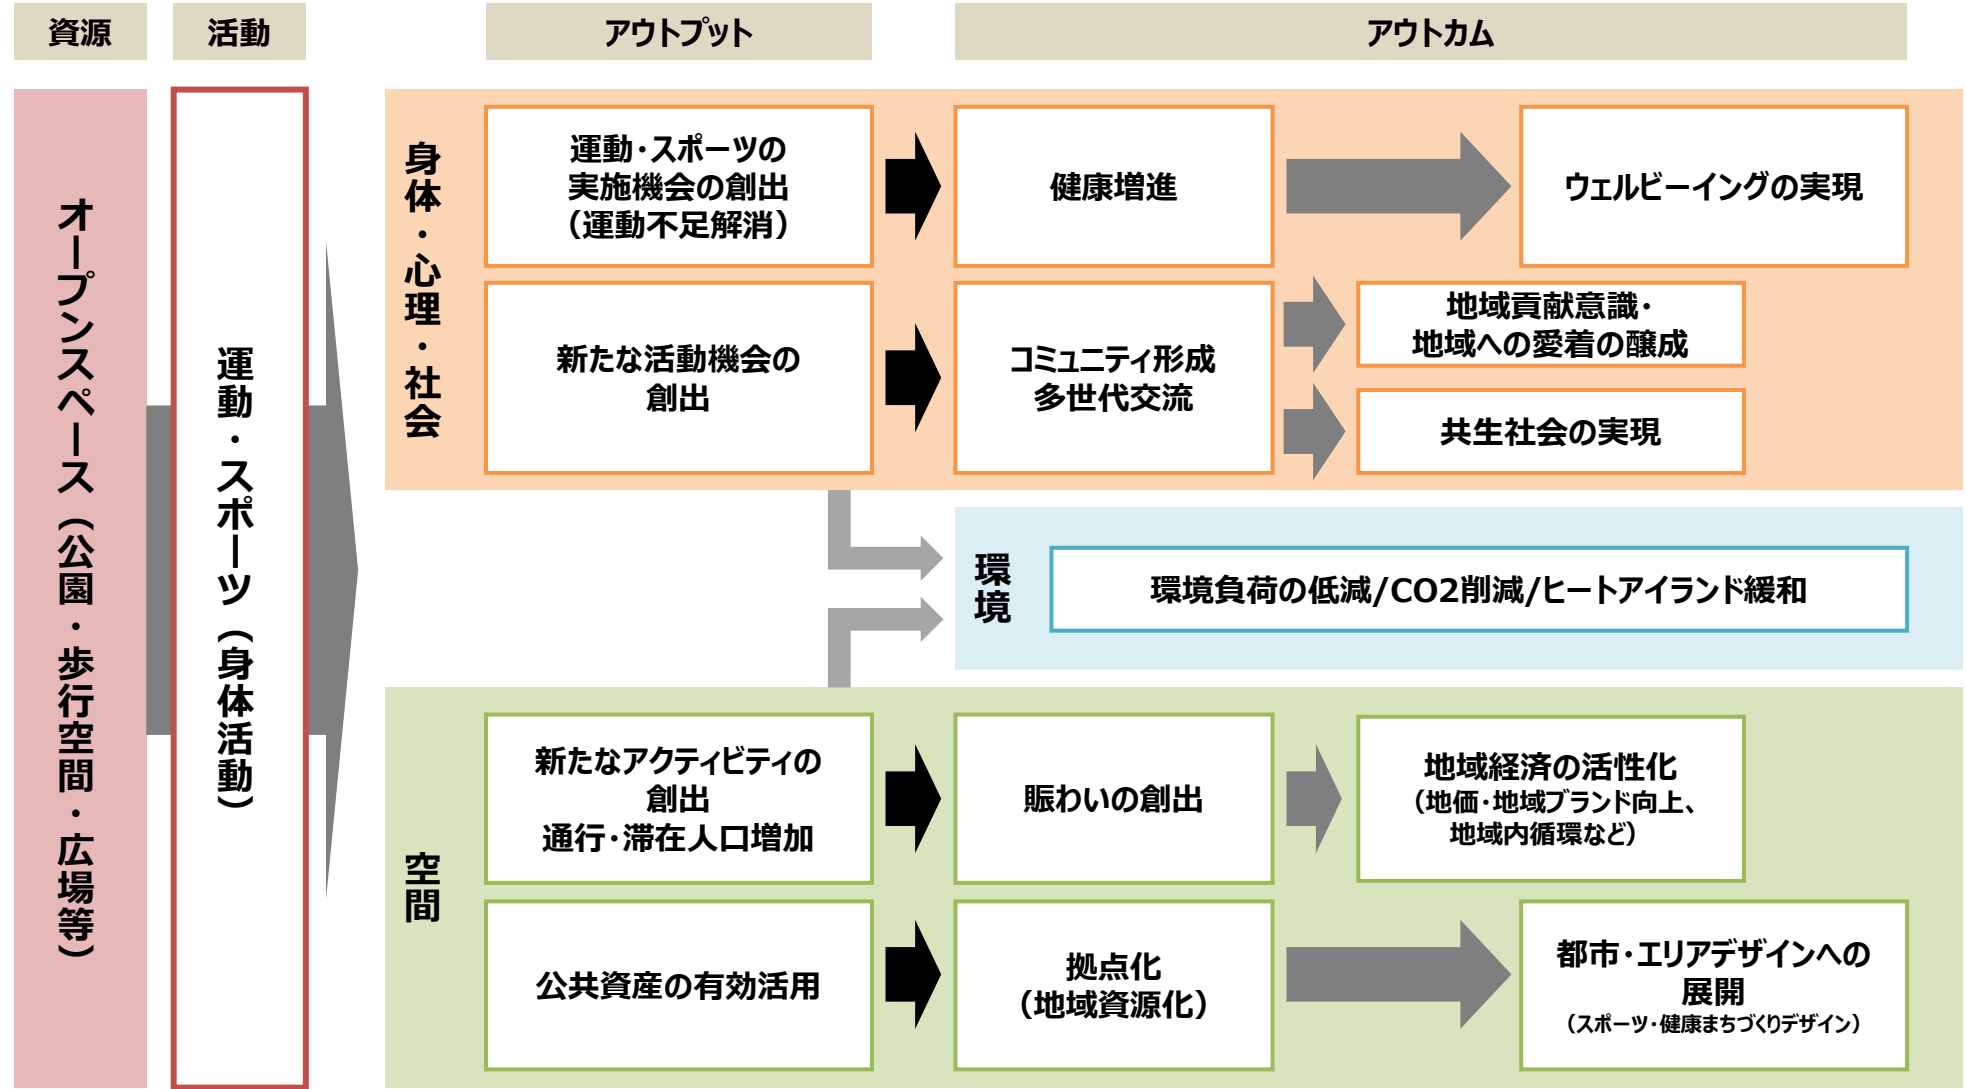 資源
活動
アウトプット
アウトカム
オープンスペース（公園・歩行空間・広場等）
運動・スポーツ（身体活動）
身体・心理・社会
運動・スポーツの
実施機会の創出
（運動不足解消）
健康増進
ウェルビーイングの実現
新たな活動機会の
創出
コミュニティ形成
多世代交流
地域貢献意識・
地域への愛着の醸成
共生社会の実現
環境
環境負荷の低減/CO2削減/ヒートアイランド緩和
空間
新たなアクティビティの
創出
通行・滞在人口増加
賑わいの創出
地域経済の活性化
（地価・地域ブランド向上、
地域内循環など）
公共資産の有効活用
拠点化
（地域資源化）
都市・エリアデザインへの
展開
（スポーツ・健康まちづくりデザイン）